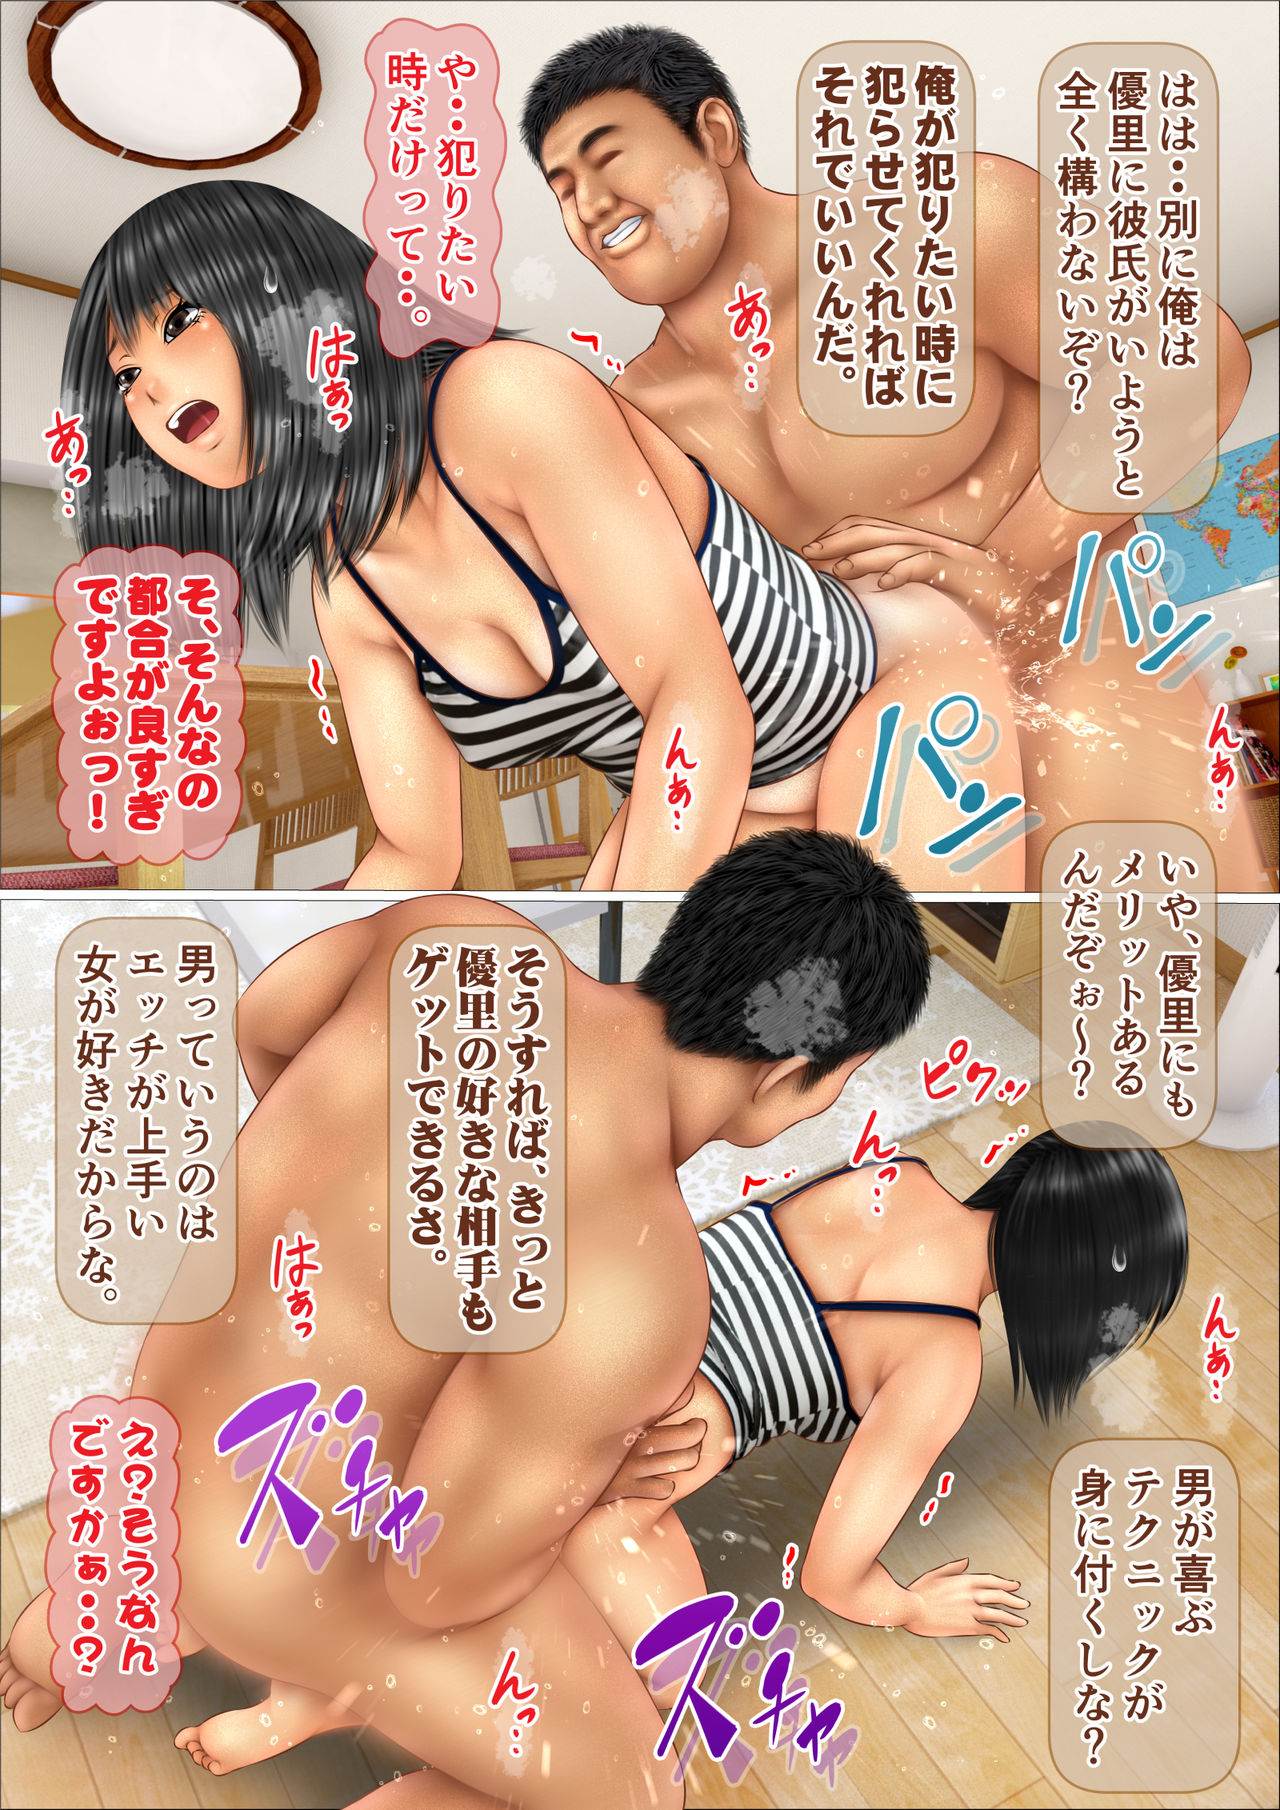 はは・・別に俺は
優里に彼氏がいようと
全く構わないぞ？
俺が犯りたい時に
犯らせてくれれば
それでいいんだ。
や・・犯りたい
時だけって・・。
あっ‥
はぁっ
あっ‥
そ、そんなの
都合が良すぎ
ですよぉっ！
パンッ
パンッ
んぁ‥
んぁ‥
いや、優里にも
メリットある
んだぞぉ～？
そうすれば、きっと
優里の好きな相手も
ゲットできるさ。
男っていうのは
エッチが上手い
女が好きだからな。
ピクッ
んっ‥
はぁっ
んぁ‥
ズチャ
え？そうなん
ですかぁ・・？
男が喜ぶ
テクニックが
身に付くしな？
んっ‥
ズチャ